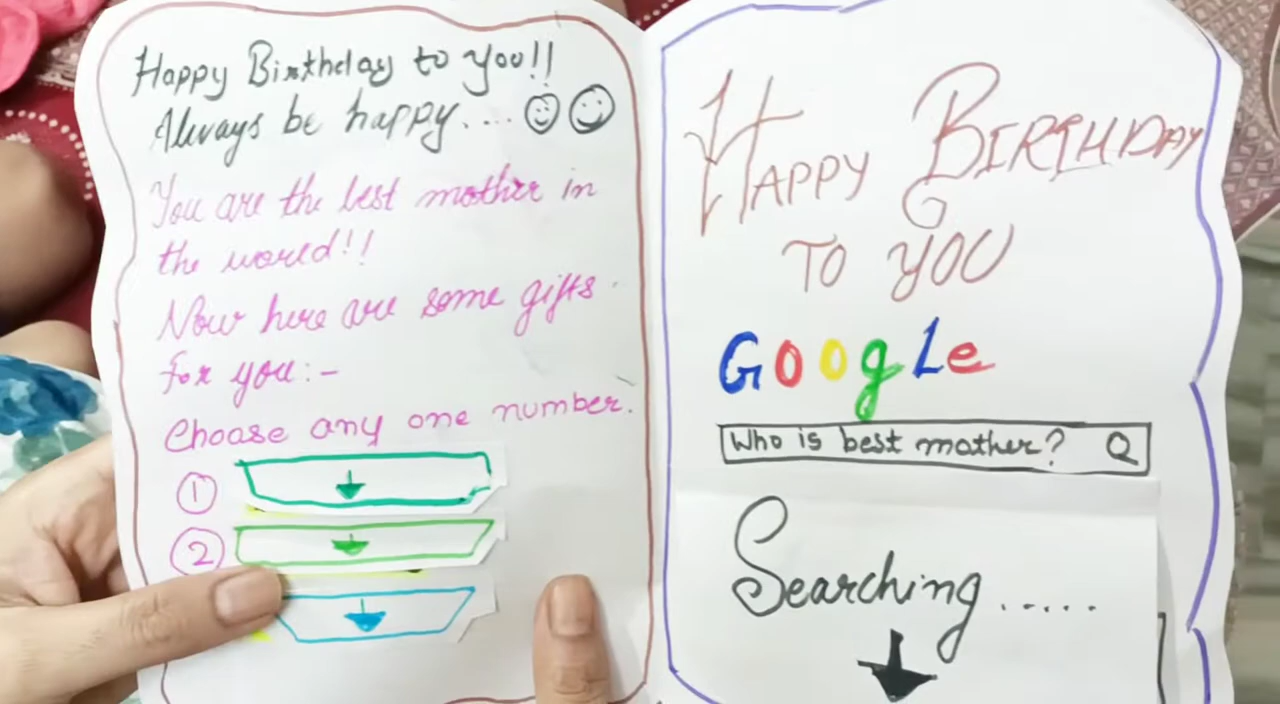 Happy Birthday to you!!
Always be happy....
You are the best mother in
the world!!
Now here are some gifts
for you:-
Choose any one number.
1
2
HAPPY BIRTHDAY
TO YOU
GOOgLe
Who is best mother? Q
Searching......